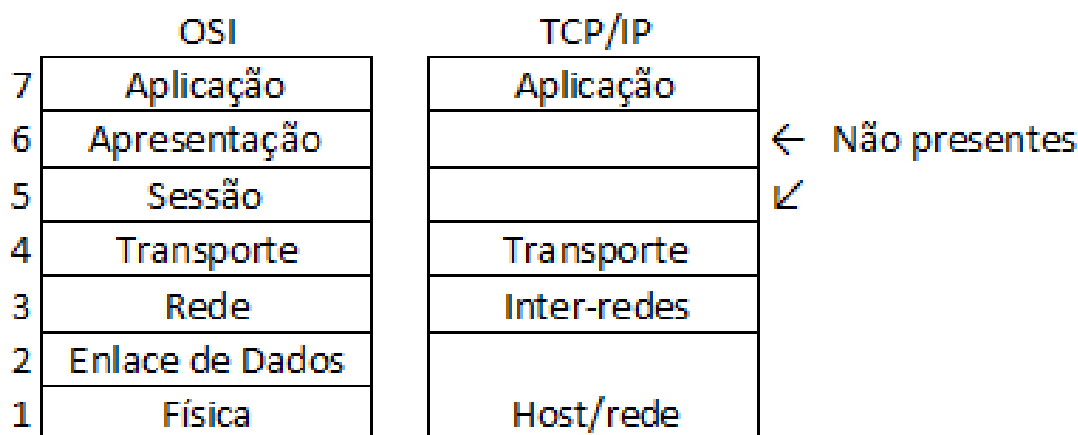 OSI TCP/IP
7 Aplicação Aplicação
6 Apresentação ← Não presentes
5 Sessão ↙
4 Transporte Transporte
3 Rede Inter-redes
2 Enlace de Dados
1 Física Host/rede